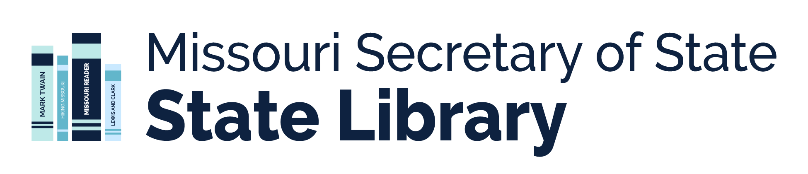 MARK TWAIN
MISSOURI READER
LEWIS AND CLARK
Missouri Secretary of State
State Library